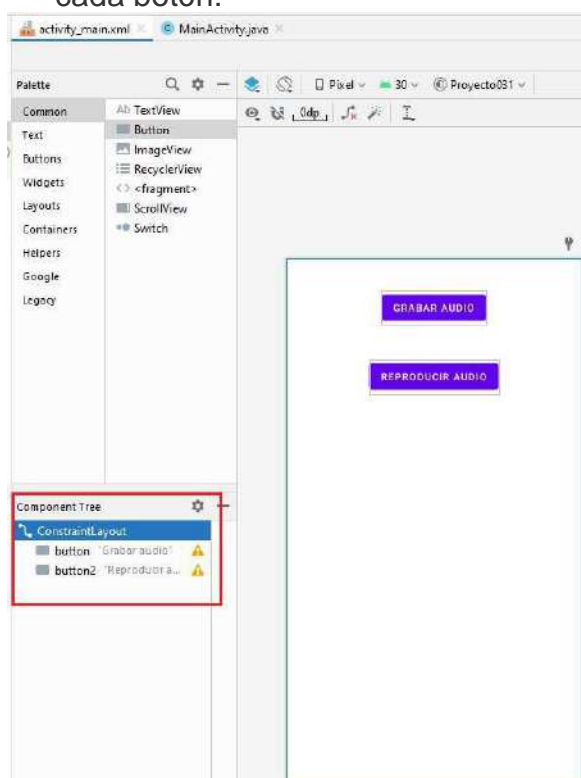 cada botón.
activity_main.xml MainActivity.java
Palette
Pixel 30 Proyecto031
Common
Text
Buttons
Widgets
Layouts
Containers
Helpers
Google
Legacy
Ab TextView
Button
ImageView
RecyclerView
<> <fragment>
ScrollView
Switch
0dp
GRABAR AUDIO
REPRODUCIR AUDIO
Component Tree
ConstraintLayout
button "Grabar audio"
button2 "Reproducir a...